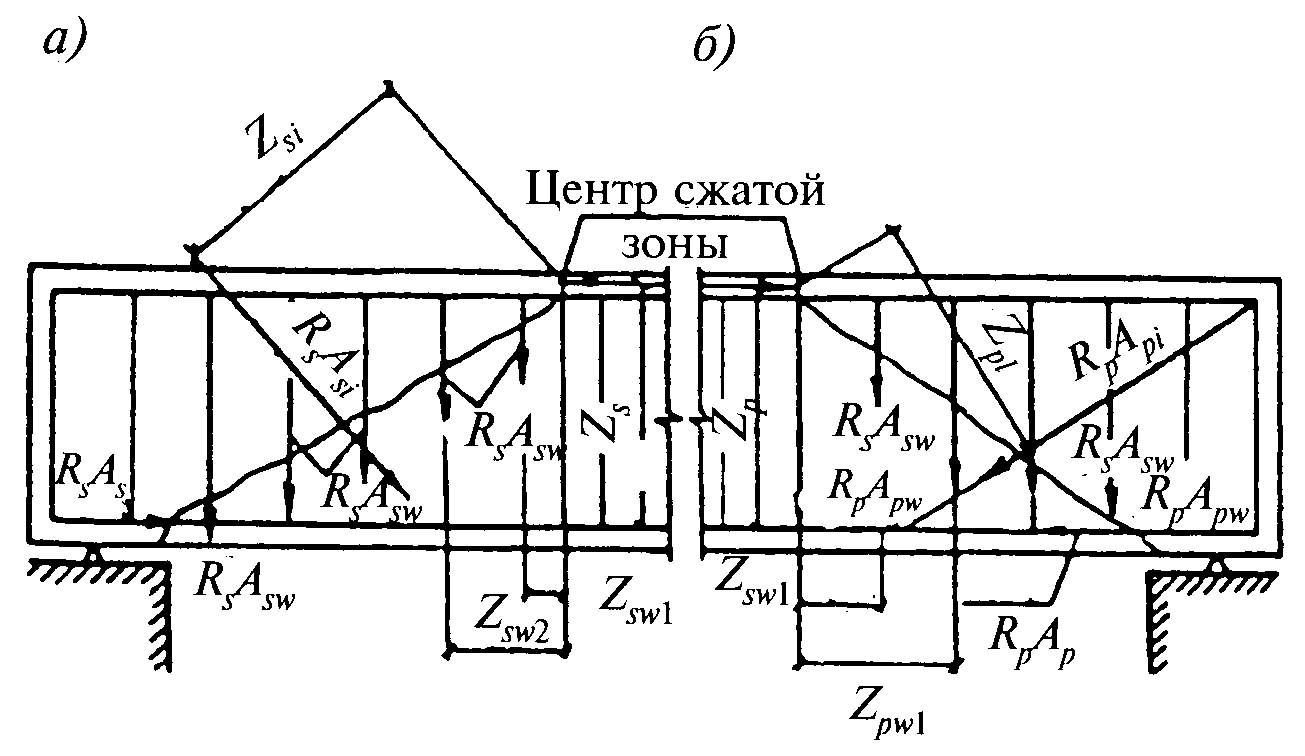 а)
б)
Z_si
Центр сжатой
зоны
R_sA_si
Z_pl
R_pA_pi
Z_s
Z_p
R_sA_sw
R_sA_sw
R_sA_s
R_sA_sw
R_pA_pw
R_sA_sw
R_pA_pw
R_sA_sw
Z_sw2
Z_sw1
Z_sw1
R_pA_p
Z_pw1